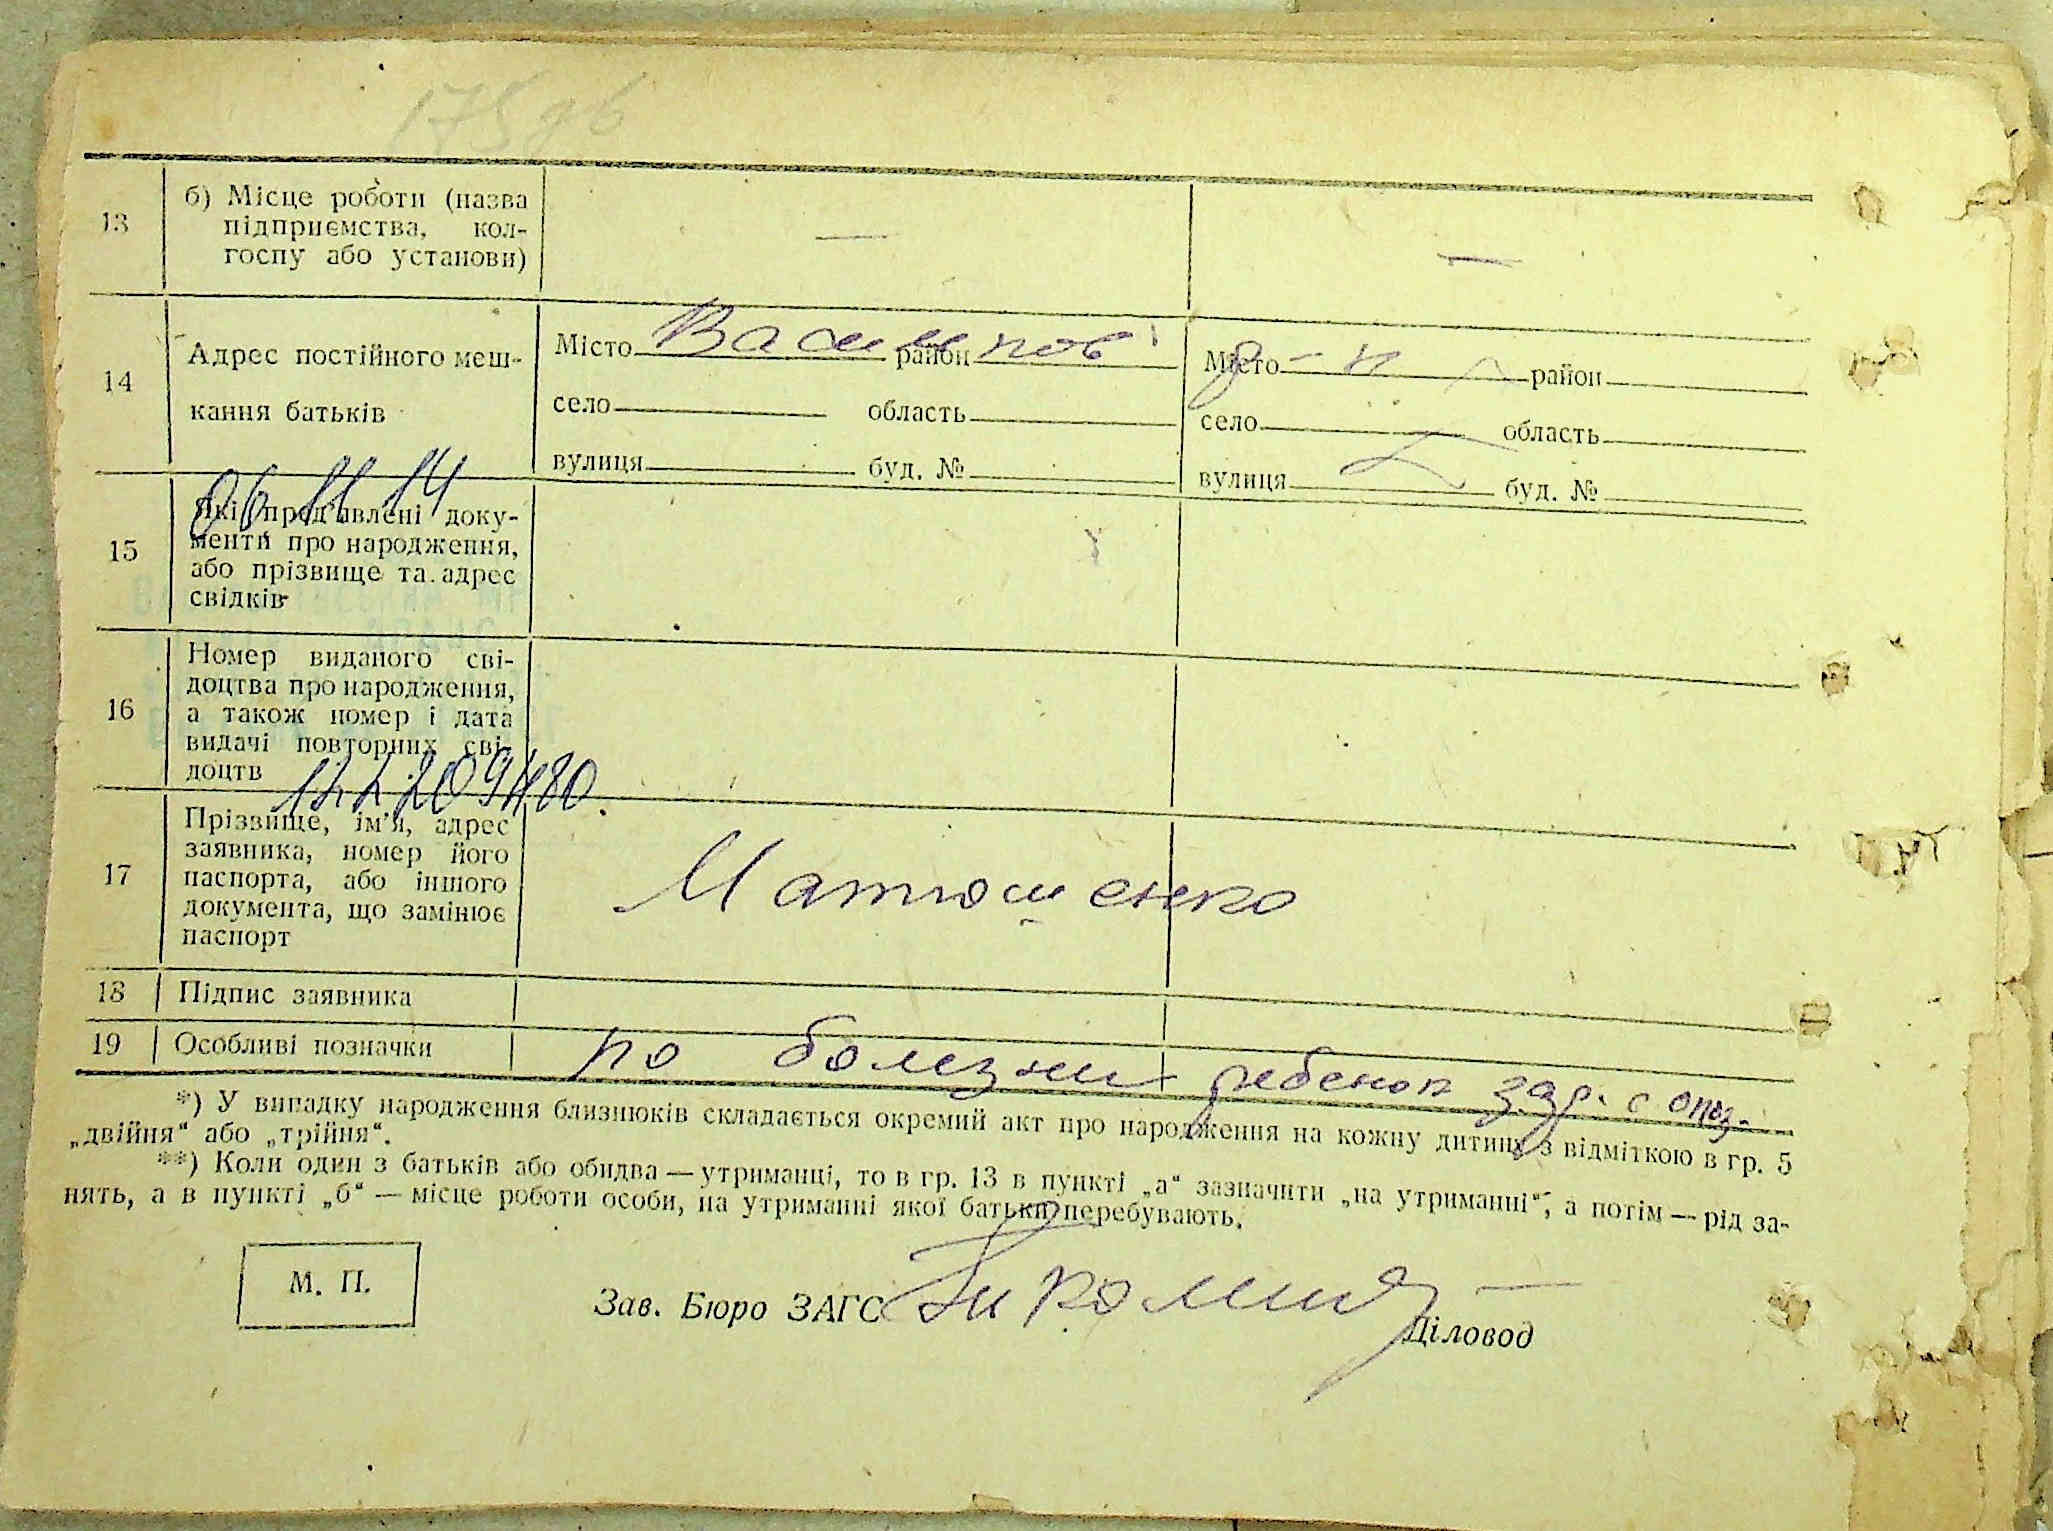 175 дб
13
б) Місце роботи (назва
підприємства, кол-
госпу або установи)
—
—
14
Адрес постійного меш-
кання батьків
Місто район
село область
вулиця буд. №
Місто район
село область
вулиця буд. №
15
Які пред'явлені доку-
менти про народження,
або прізвище та адрес
свідків
16
Номер виданого сві-
доцтва про народження,
а також номер і дата
видачі повторних сві-
доцтв
17
Прізвище, ім'я, адрес
заявника, номер його
паспорта, або іншого
документа, що замінює
паспорт
Матюшенко
18 Підпис заявника
19 Особливі позначки
по болезни ребенок зар. с опоз.
*) У випадку народження близнюків складається окремий акт про народження на кожну дитину з відміткою в гр. 5
„двійня“ або „трійня“.
**) Коли один з батьків або обидва — утриманці, то в гр. 13 в пункті „а“ зазначити „на утриманні“, а потім — рід за-
нять, а в пункті „б“ — місце роботи особи, на утриманні якої батьки перебувають.
М. П.
Зав. Бюро ЗАГС
Діловод